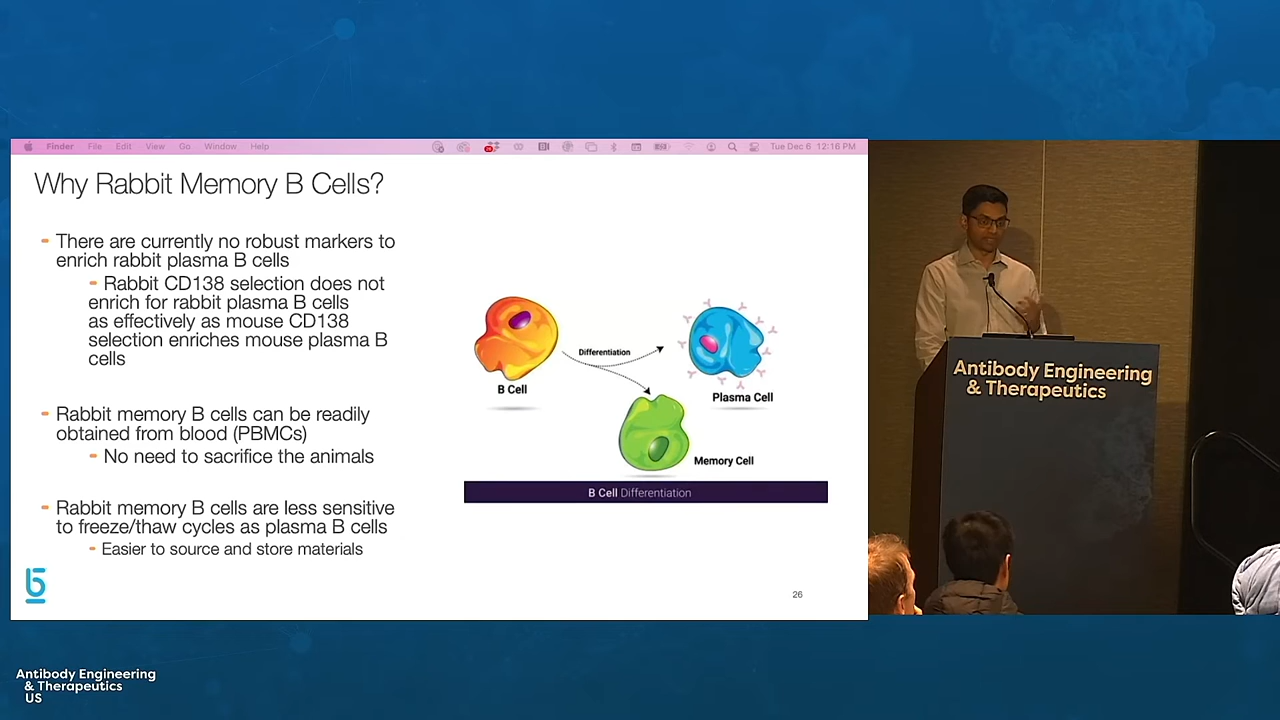 Finder File Edit View Go Window Help
Tue Dec 6 12:16 PM
Why Rabbit Memory B Cells?
- There are currently no robust markers to
enrich rabbit plasma B cells
- Rabbit CD138 selection does not
enrich for rabbit plasma B cells
as effectively as mouse CD138
selection enriches mouse plasma B
cells
- Rabbit memory B cells can be readily
obtained from blood (PBMCs)
- No need to sacrifice the animals
- Rabbit memory B cells are less sensitive
to freeze/thaw cycles as plasma B cells
- Easier to source and store materials
Differentiation
B Cell
Plasma Cell
Memory Cell
B Cell Differentiation
26
Antibody Engineering
& Therapeutics
Antibody Engineering
& Therapeutics
US